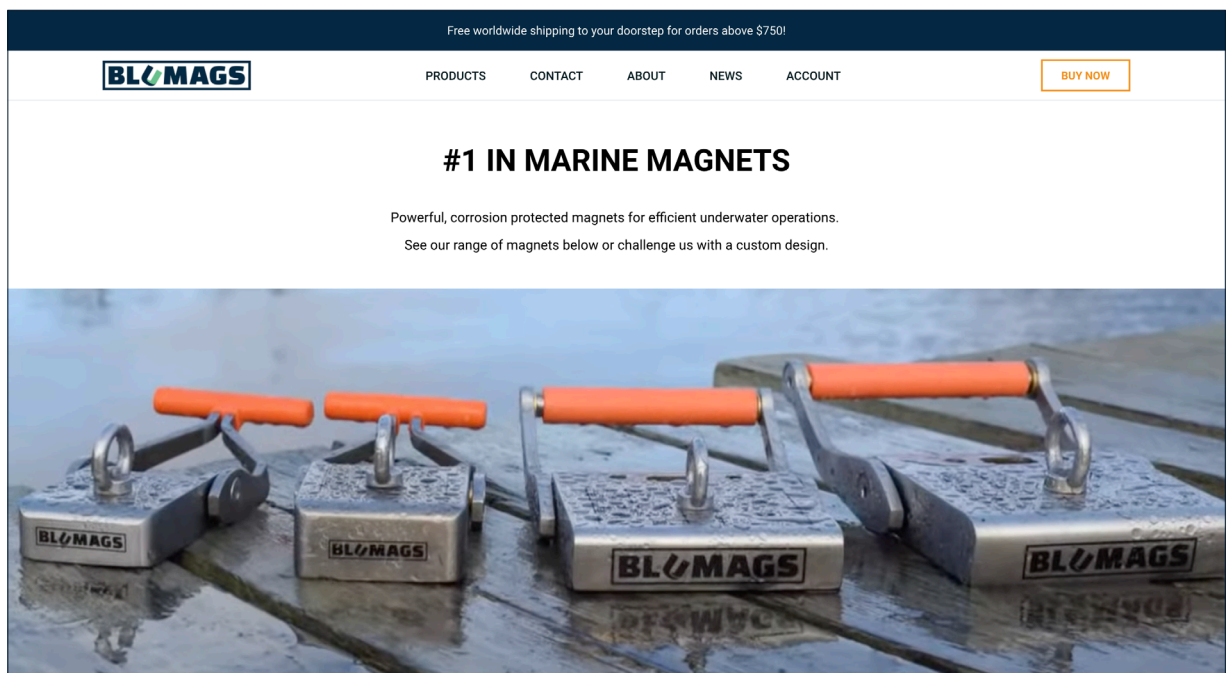 Free worldwide shipping to your doorstep for orders above $750!
BLUMAGS
PRODUCTS CONTACT ABOUT NEWS ACCOUNT
BUY NOW
#1 IN MARINE MAGNETS
Powerful, corrosion protected magnets for efficient underwater operations.
See our range of magnets below or challenge us with a custom design.
BLUMAGS
BLUMAGS
BLUMAGS
BLUMAGS